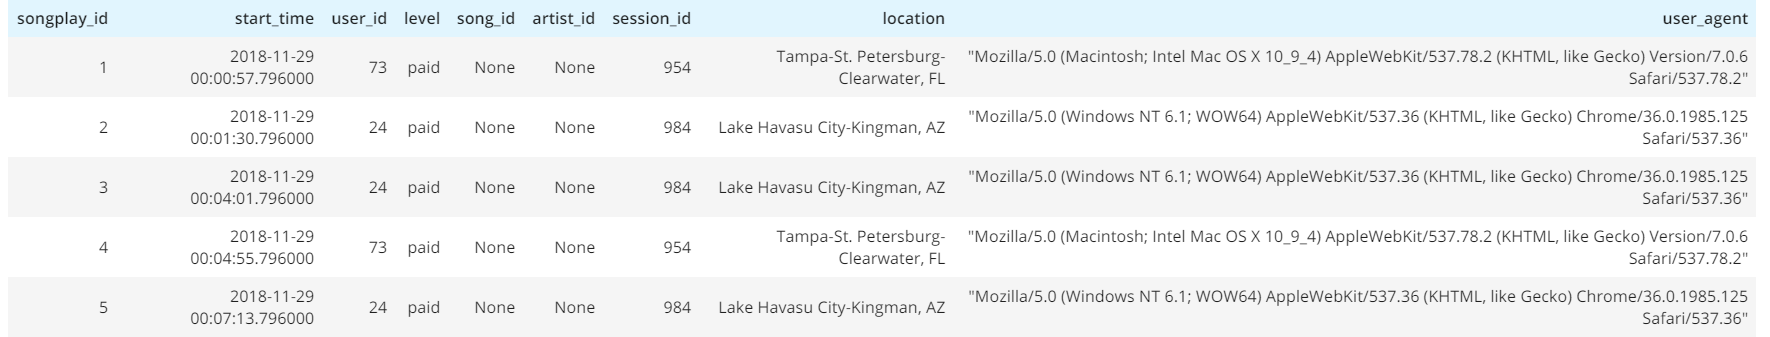 songplay_id start_time user_id level song_id artist_id session_id location user_agent
1 2018-11-29 00:00:57.796000 73 paid None None 954 Tampa-St. Petersburg-Clearwater, FL "Mozilla/5.0 (Macintosh; Intel Mac OS X 10_9_4) AppleWebKit/537.78.2 (KHTML, like Gecko) Version/7.0.6 Safari/537.78.2"
2 2018-11-29 00:01:30.796000 24 paid None None 984 Lake Havasu City-Kingman, AZ "Mozilla/5.0 (Windows NT 6.1; WOW64) AppleWebKit/537.36 (KHTML, like Gecko) Chrome/36.0.1985.125 Safari/537.36"
3 2018-11-29 00:04:01.796000 24 paid None None 984 Lake Havasu City-Kingman, AZ "Mozilla/5.0 (Windows NT 6.1; WOW64) AppleWebKit/537.36 (KHTML, like Gecko) Chrome/36.0.1985.125 Safari/537.36"
4 2018-11-29 00:04:55.796000 73 paid None None 954 Tampa-St. Petersburg-Clearwater, FL "Mozilla/5.0 (Macintosh; Intel Mac OS X 10_9_4) AppleWebKit/537.78.2 (KHTML, like Gecko) Version/7.0.6 Safari/537.78.2"
5 2018-11-29 00:07:13.796000 24 paid None None 984 Lake Havasu City-Kingman, AZ "Mozilla/5.0 (Windows NT 6.1; WOW64) AppleWebKit/537.36 (KHTML, like Gecko) Chrome/36.0.1985.125 Safari/537.36"